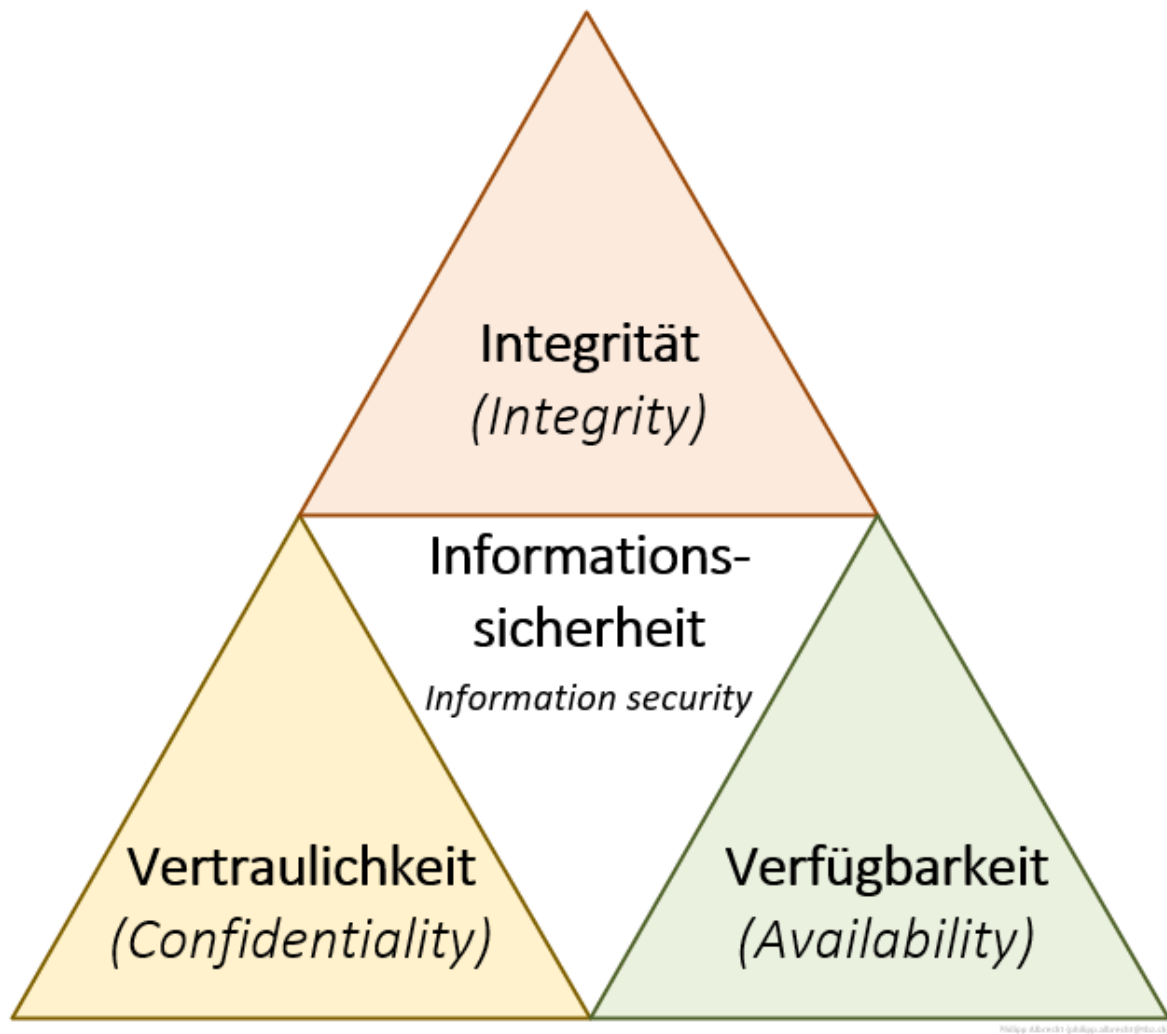 Integrität
(Integrity)
Informations-
sicherheit
Information security
Vertraulichkeit
(Confidentiality)
Verfügbarkeit
(Availability)